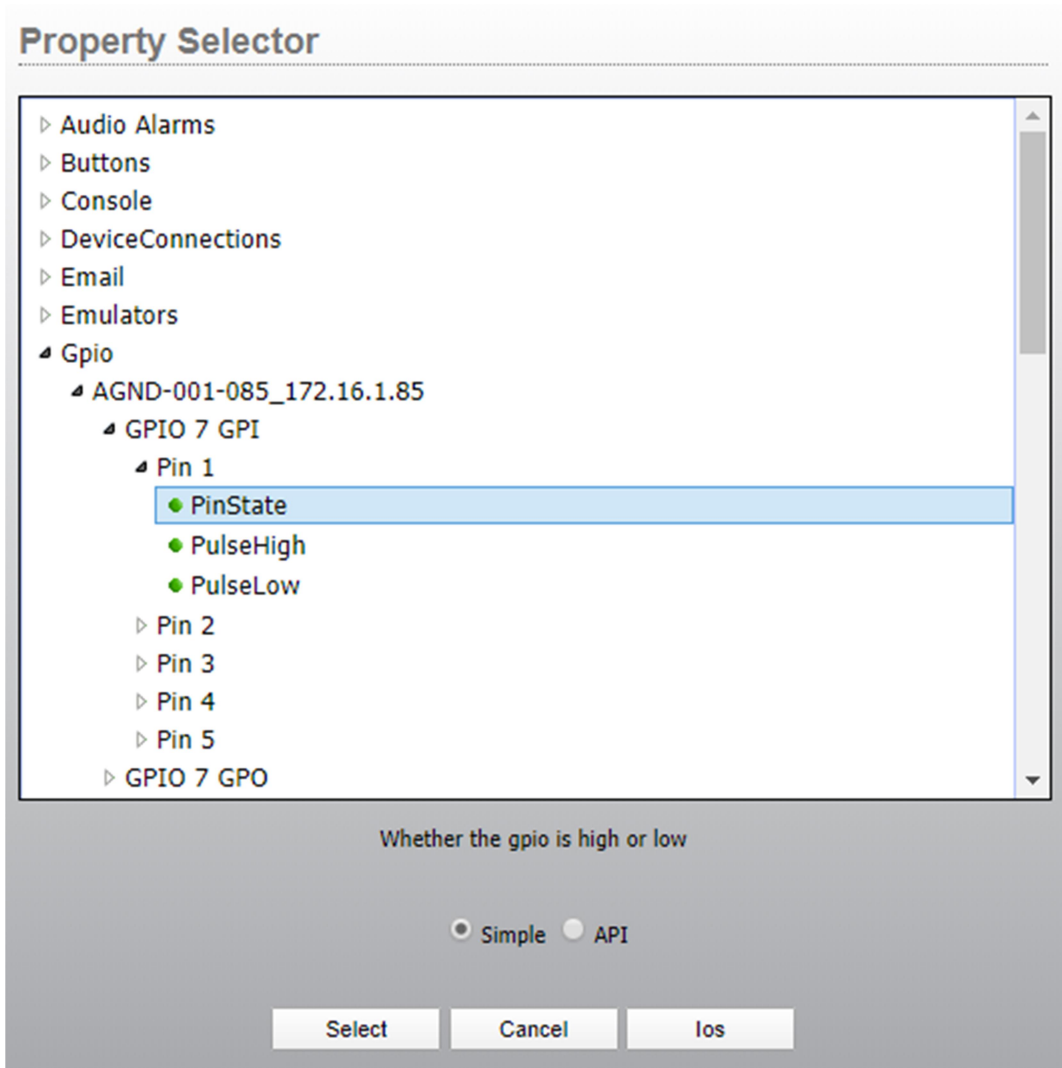 Property Selector
Audio Alarms
Buttons
Console
DeviceConnections
Email
Emulators
Gpio
AGND-001-085_172.16.1.85
GPIO 7 GPI
Pin 1
PinState
PulseHigh
PulseLow
Pin 2
Pin 3
Pin 4
Pin 5
GPIO 7 GPO
Whether the gpio is high or low
Simple API
Select Cancel Ios